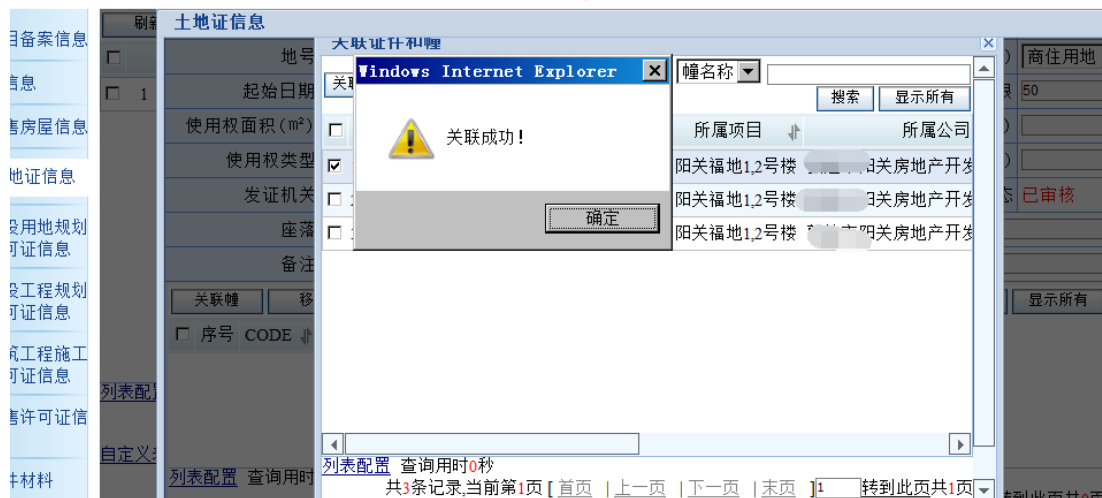 刷新
土地证信息
目备案信息
信息
售房屋信息
地证信息
设用地规划
可证信息
设工程规划
可证信息
筑工程施工
可证信息
售许可证信
件材料
1
列表配
自定义
地号
起始日期
使用权面积(m²)
使用权类型
发证机关
座落
备注
商住用地
50
已审核
关联幢
移
显示所有
序号 CODE
列表配置 查询用时
关联证件和幢
关
幢名称
搜索 显示所有
所属项目 所属公司
阳关福地1,2号楼 阳关房地产开发
阳关福地1,2号楼 关房地产开发
阳关福地1,2号楼 阳关房地产开发
Windows Internet Explorer
关联成功!
确定
列表配置 查询用时0秒
共3条记录,当前第1页 [ 首页 | 上一页 | 下一页 | 末页 ] 1 转到此页共1页
转到此页共0页